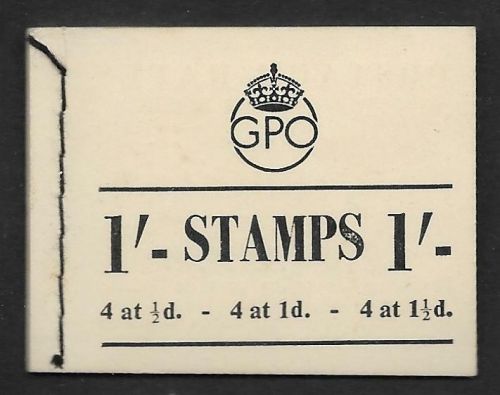 GPO
1/- STAMPS 1/-
4 at ½d. - 4 at 1d. - 4 at 1½d.